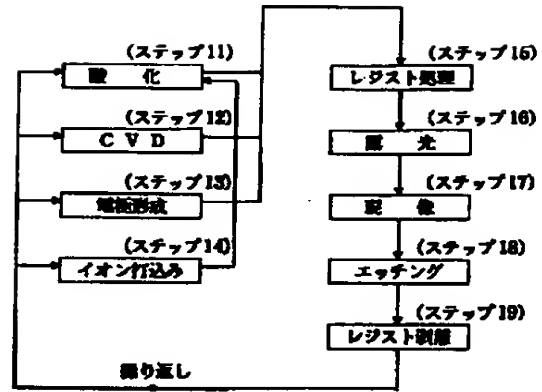 (ステップ11)
酸 化
(ステップ12)
C V D
(ステップ13)
電極形成
(ステップ14)
イオン打込み
(ステップ15)
レジスト処理
(ステップ16)
露 光
(ステップ17)
現 像
(ステップ18)
エッチング
(ステップ19)
レジスト剥離
繰り返し